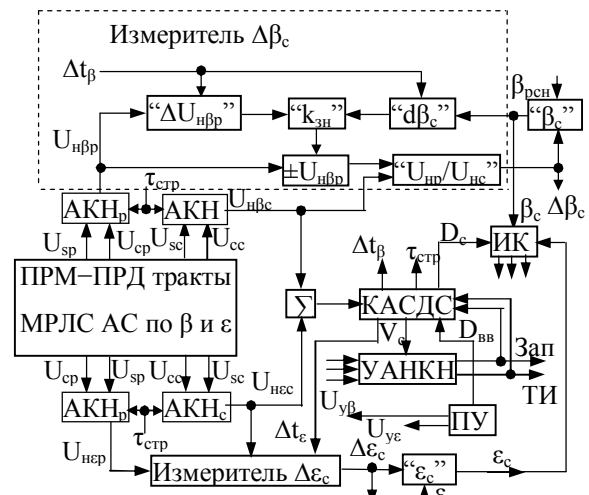 Измеритель Δβс
Δtβ
βрсн
“ΔUнβр”
“kзн”
“dβс”
“βс”
Uнβр
±Uнβр
“Uнр/Uнс”
τстр
Uнβс
АКНр
АКН
βс
Δβс
Usр
Uср
Usс
Uсс
Δtβ
τстр
Dс
ИК
ПРМ–ПРД тракты
МРЛС АС по β и ε
∑
КАСДС
Vс
Dвв
Зап
УАНКН
ТИ
Uср
Usр
Uсс
Usс
Uнεс
Uуβ
ПУ
АКНр
АКНс
Δtε
Uуε
τстр
Uнεр
Δεс
εс
Измеритель Δεс
“εс”